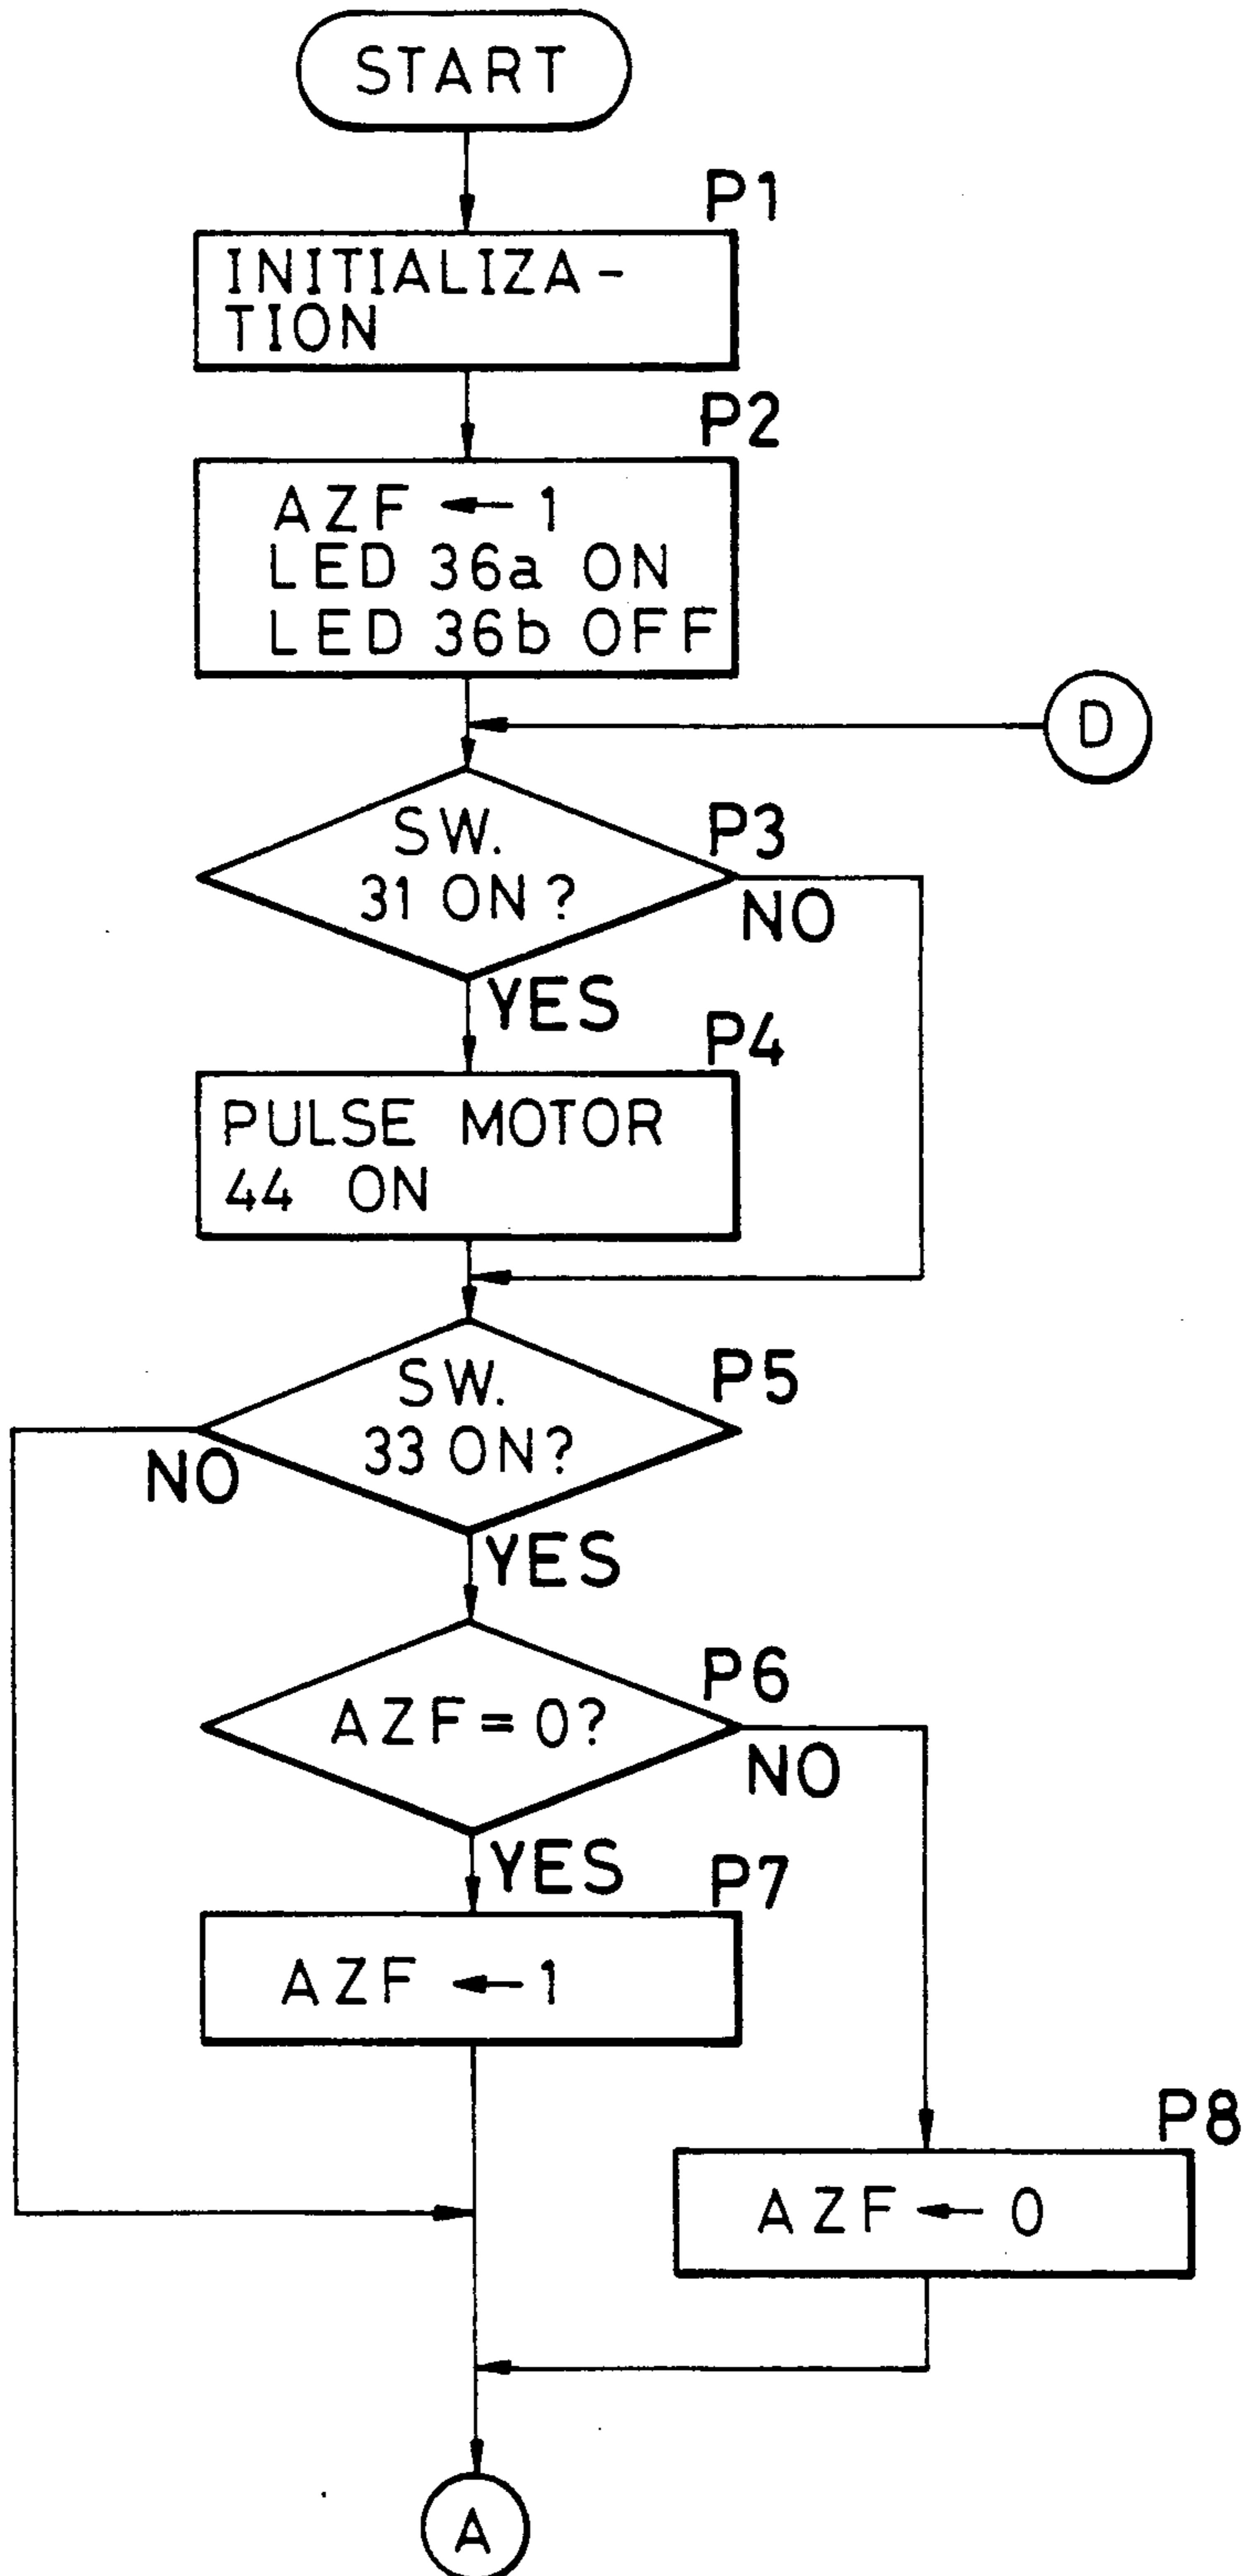 START
P1
INITIALIZA-
TION
P2
AZF ← 1
LED 36a ON
LED 36b OFF
D
SW.
31 ON?
P3
NO
YES
P4
PULSE MOTOR
44 ON
SW.
33 ON?
P5
NO
YES
AZF=0?
P6
NO
YES
P7
AZF ← 1
P8
AZF ← 0
A